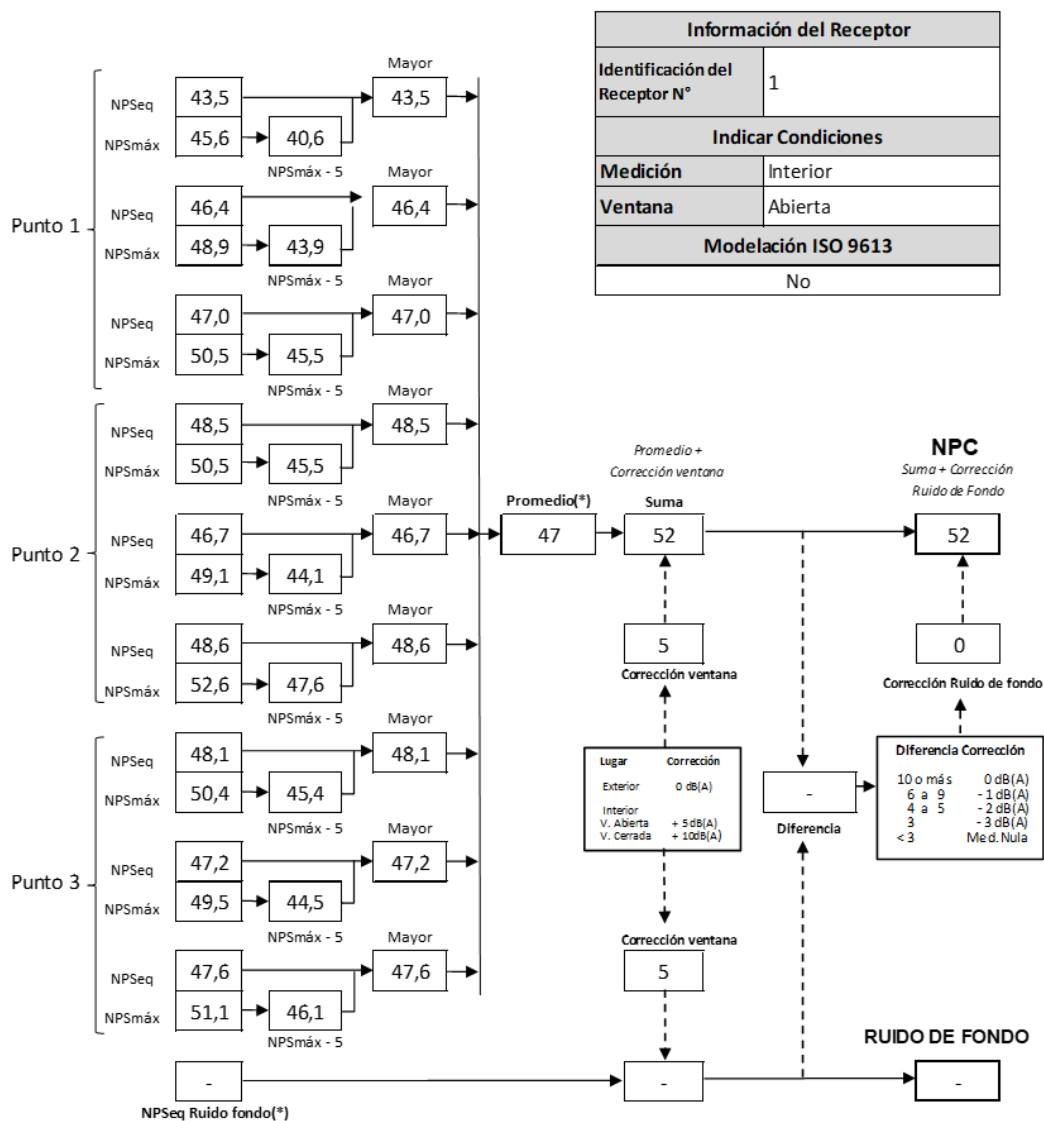 Información del Receptor
Identificación del Receptor N°
1
Indicar Condiciones
Medición
Interior
Ventana
Abierta
Modelación ISO 9613
No
Punto 1
Mayor
NPSeq
43,5
43,5
NPSmáx
45,6
40,6
NPSmáx - 5
Mayor
NPSeq
46,4
46,4
NPSmáx
48,9
43,9
NPSmáx - 5
Mayor
NPSeq
47,0
47,0
NPSmáx
50,5
45,5
NPSmáx - 5
Punto 2
Mayor
NPSeq
48,5
48,5
NPSmáx
50,5
45,5
NPSmáx - 5
Mayor
NPSeq
46,7
46,7
NPSmáx
49,1
44,1
NPSmáx - 5
Mayor
NPSeq
48,6
48,6
NPSmáx
52,6
47,6
NPSmáx - 5
Punto 3
Mayor
NPSeq
48,1
48,1
NPSmáx
50,4
45,4
NPSmáx - 5
Mayor
NPSeq
47,2
47,2
NPSmáx
49,5
44,5
NPSmáx - 5
Mayor
NPSeq
47,6
47,6
NPSmáx
51,1
46,1
NPSmáx - 5
-
NPSeq Ruido fondo(*)
Promedio(*)
47
Promedio +
Corrección ventana
Suma
52
5
Corrección ventana
Lugar Corrección
Exterior 0 dB(A)
Interior
V. Abierta + 5dB(A)
V. Cerrada + 10dB(A)
Corrección ventana
5
-
-
Diferencia
NPC
Suma + Corrección
Ruido de Fondo
52
0
Corrección Ruido de fondo
Diferencia Corrección
10 o más 0 dB(A)
6 a 9 - 1 dB(A)
4 a 5 - 2 dB(A)
3 - 3 dB(A)
< 3 Med. Nula
RUIDO DE FONDO
-